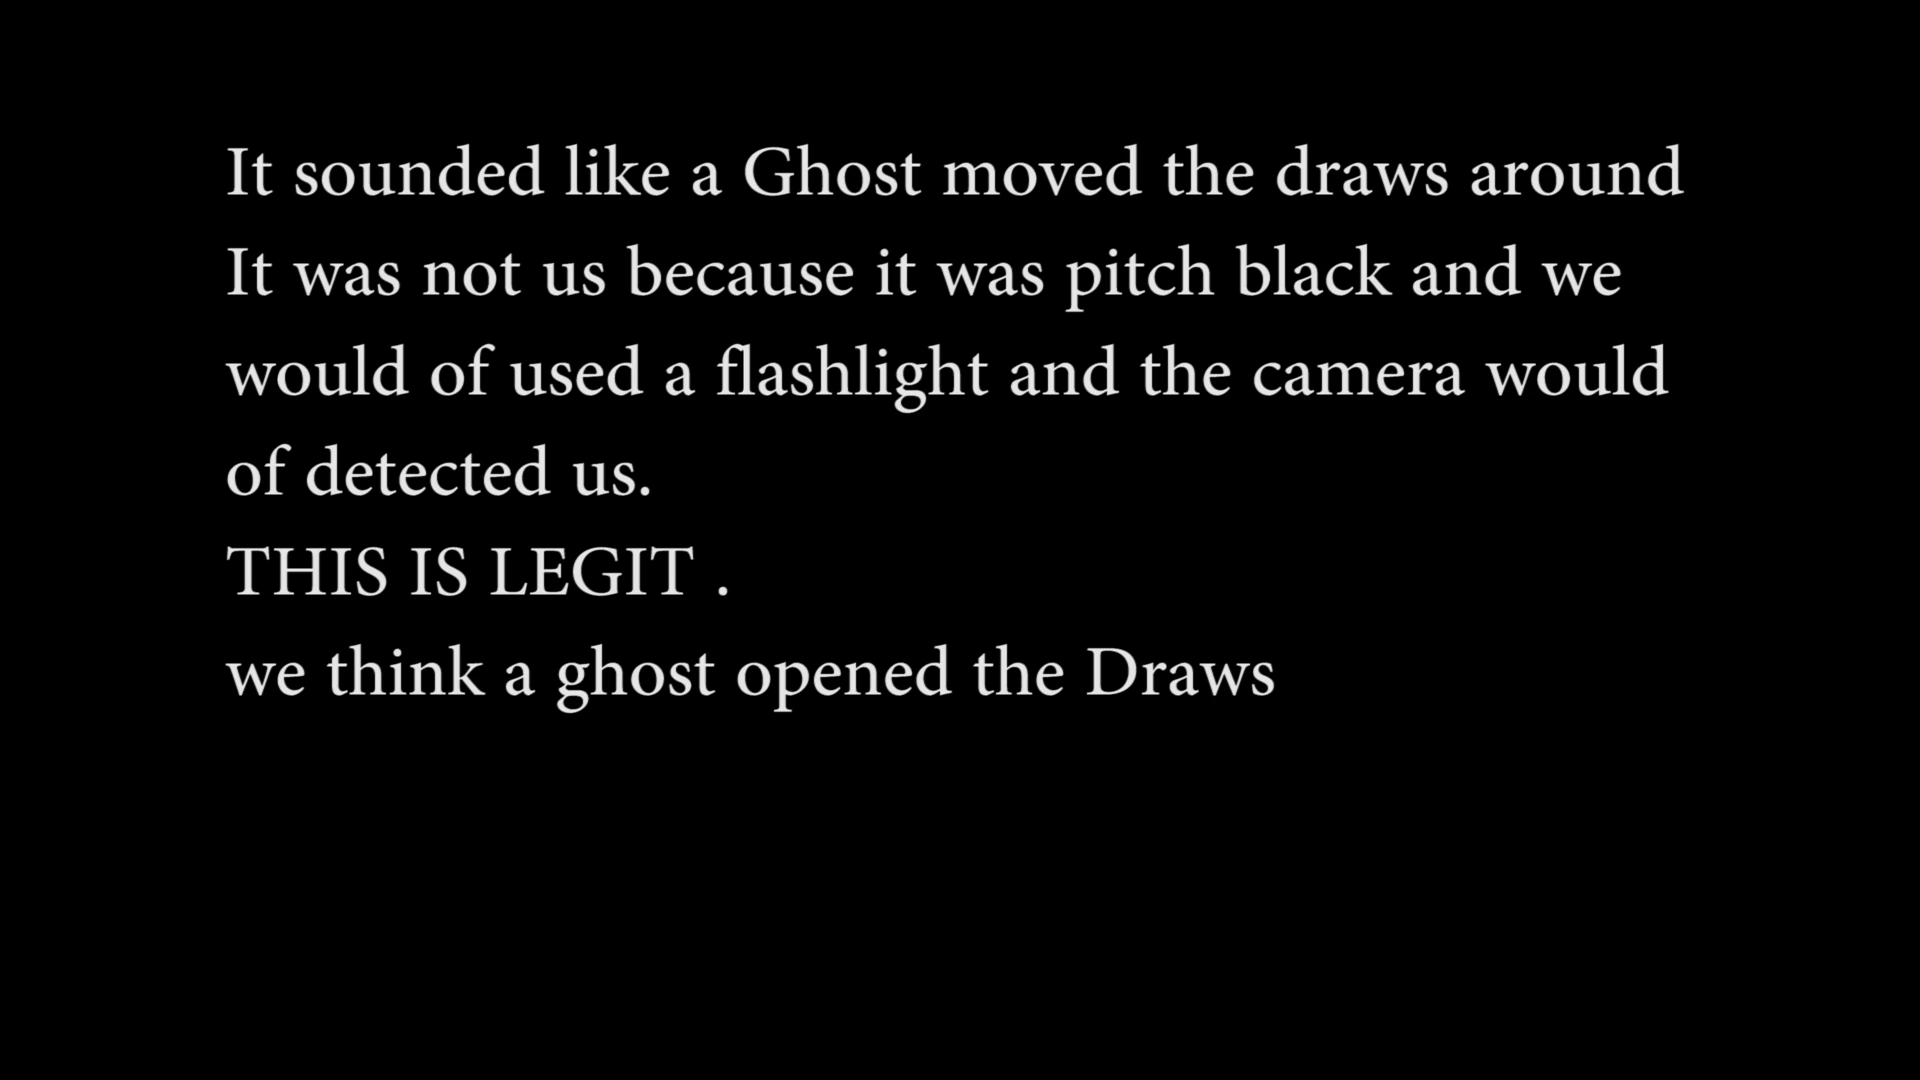 It sounded like a Ghost moved the draws around
It was not us because it was pitch black and we
would of used a flashlight and the camera would
of detected us.
THIS IS LEGIT .
we think a ghost opened the Draws